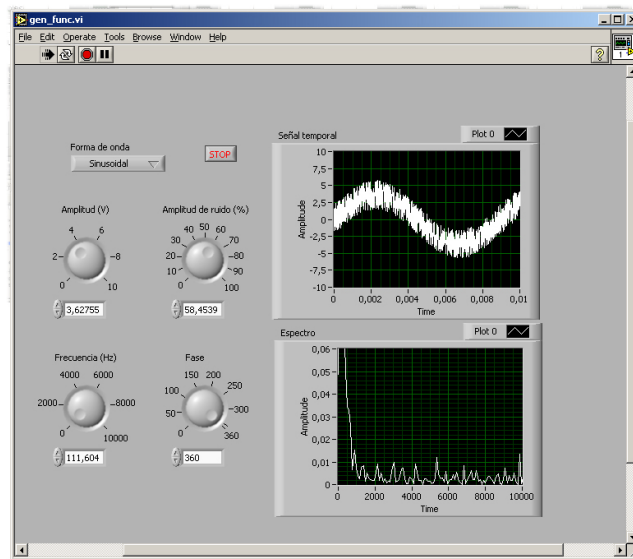 gen_func.vi
File Edit Operate Tools Browse Window Help
?
1
Forma de onda
Sinusoidal
STOP
Señal temporal
Plot 0
10
7,5
5
2,5
0
-2,5
-5
-7,5
-10
Amplitude
0 0,002 0,004 0,006 0,008 0,01
Time
Amplitud (V)
0 2 4 6 8 10
3,62755
Amplitud de ruido (%)
0 10 20 30 40 50 60 70 80 90 100
58,4539
Espectro
Plot 0
0,06
0,05
0,04
0,03
0,02
0,01
0
Amplitude
0 2000 4000 6000 8000 10000
Time
Frecuencia (Hz)
0 2000 4000 6000 8000 10000
111,604
Fase
0 50 100 150 200 250 300 360
360